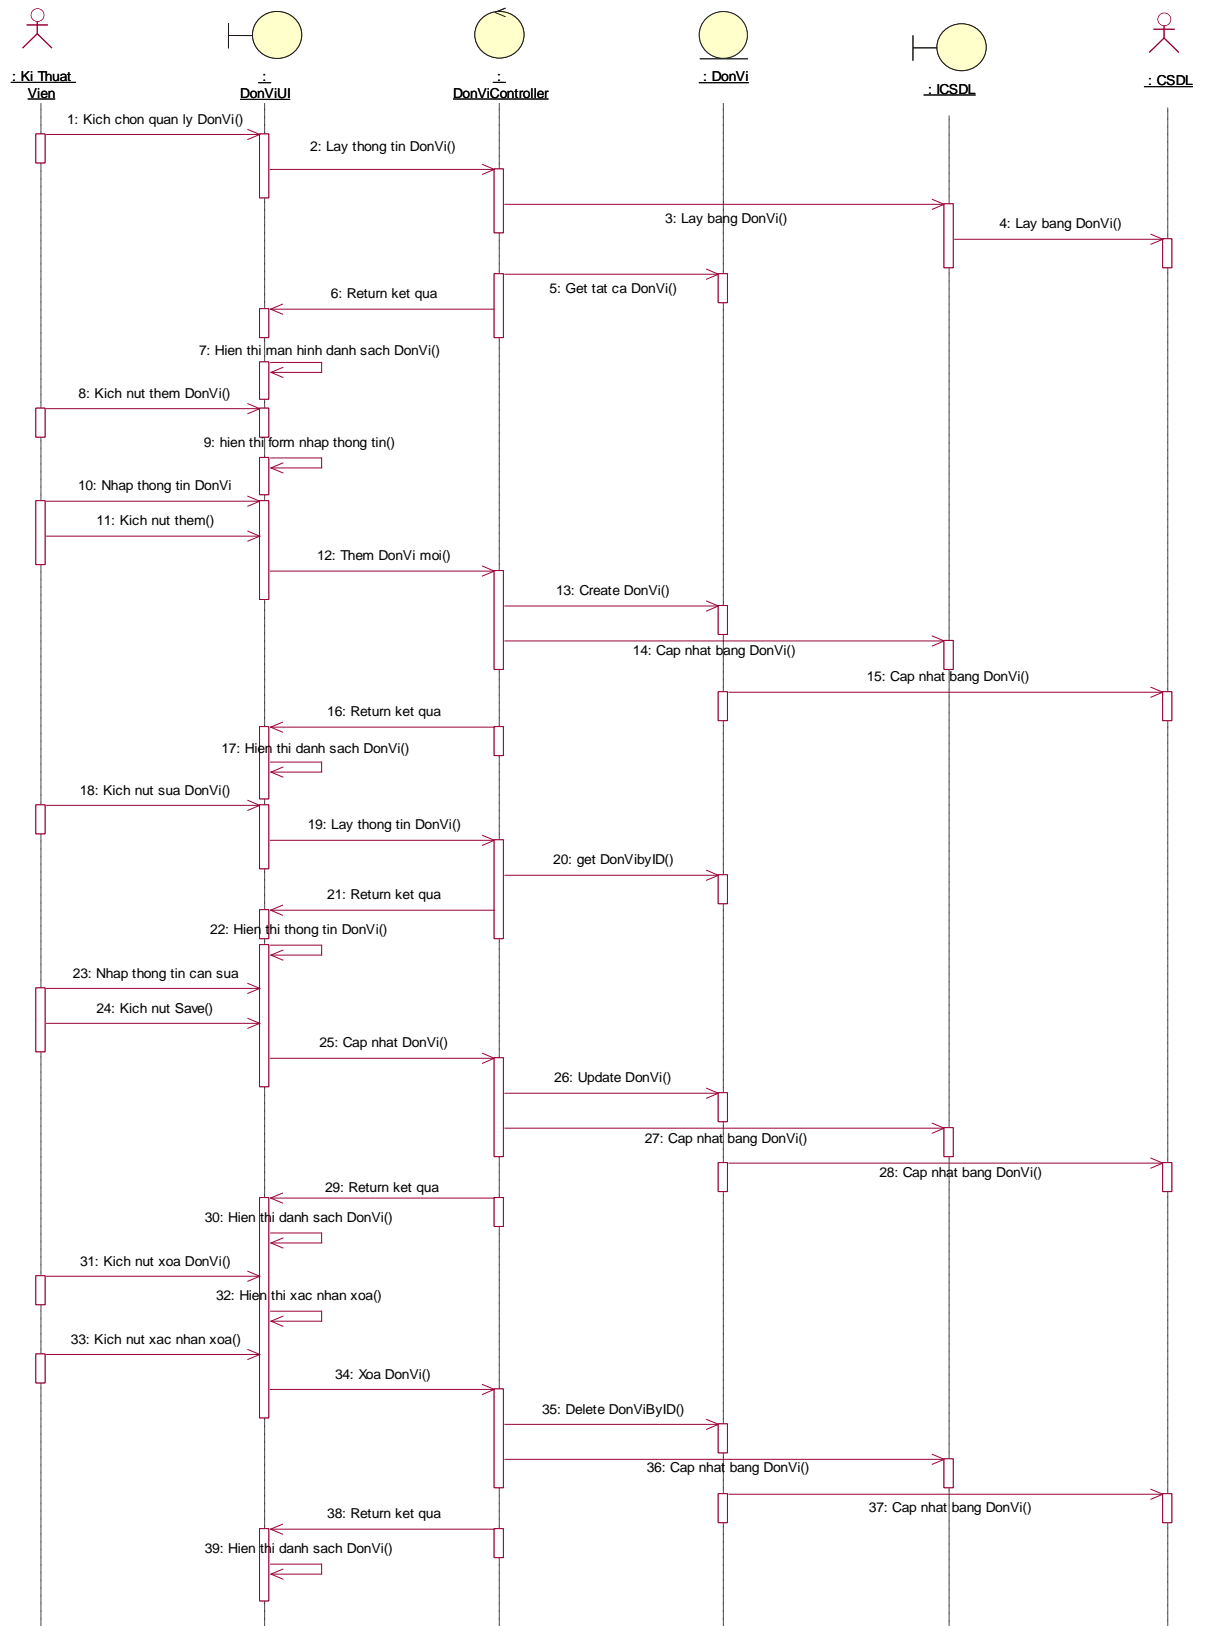 : Ki Thuat
Vien
:
DonViUI
:
DonViController
: DonVi
: ICSDL
: CSDL
1: Kich chon quan ly DonVi()
2: Lay thong tin DonVi()
3: Lay bang DonVi()
4: Lay bang DonVi()
5: Get tat ca DonVi()
6: Return ket qua
7: Hien thi man hinh danh sach DonVi()
8: Kich nut them DonVi()
9: hien thi form nhap thong tin()
10: Nhap thong tin DonVi
11: Kich nut them()
12: Them DonVi moi()
13: Create DonVi()
14: Cap nhat bang DonVi()
15: Cap nhat bang DonVi()
16: Return ket qua
17: Hien thi danh sach DonVi()
18: Kich nut sua DonVi()
19: Lay thong tin DonVi()
20: get DonVibyID()
21: Return ket qua
22: Hien thi thong tin DonVi()
23: Nhap thong tin can sua
24: Kich nut Save()
25: Cap nhat DonVi()
26: Update DonVi()
27: Cap nhat bang DonVi()
28: Cap nhat bang DonVi()
29: Return ket qua
30: Hien thi danh sach DonVi()
31: Kich nut xoa DonVi()
32: Hien thi xac nhan xoa()
33: Kich nut xac nhan xoa()
34: Xoa DonVi()
35: Delete DonViByID()
36: Cap nhat bang DonVi()
37: Cap nhat bang DonVi()
38: Return ket qua
39: Hien thi danh sach DonVi()